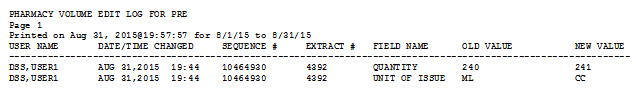 PHARMACY VOLUME EDIT LOG FOR PRE
Page 1
Printed on Aug 31, 2015@19:57:57 for 8/1/15 to 8/31/15
USER NAME DATE/TIME CHANGED SEQUENCE # EXTRACT # FIELD NAME OLD VALUE NEW VALUE
DSS,USER1 AUG 31,2015 19:44 10464930 4392 QUANTITY 240 241
DSS,USER1 AUG 31,2015 19:44 10464930 4392 UNIT OF ISSUE ML CC